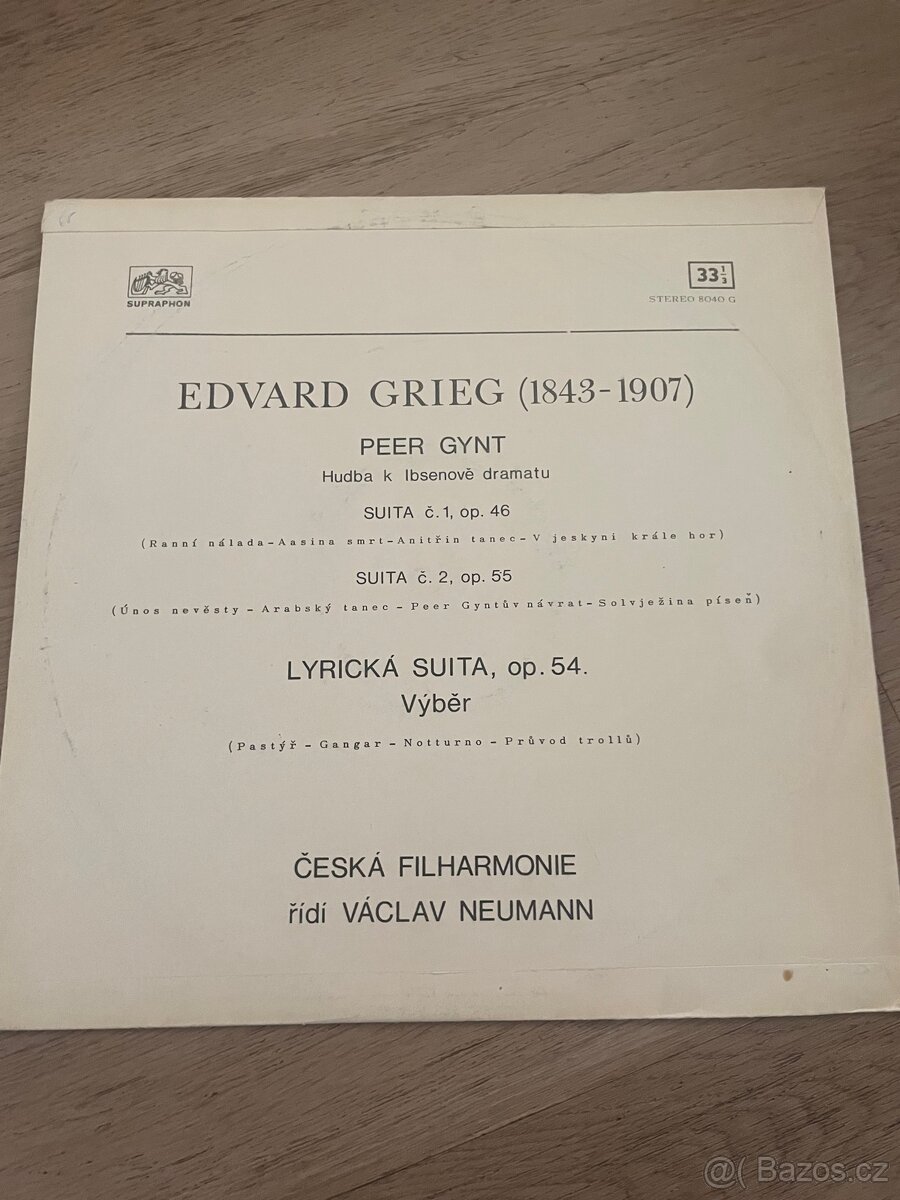 SUPRAPHON
33 1/3
STEREO 8040 G
EDVARD GRIEG (1843-1907)
PEER GYNT
Hudba k Ibsenově dramatu
SUITA č.1, op. 46
(Ranní nálada-Aasina smrt-Anitřin tanec-V jeskyni krále hor)
SUITA č. 2, op. 55
(Únos nevěsty - Arabský tanec - Peer Gyntův návrat - Solvježina píseň)
LYRICKÁ SUITA, op. 54.
Výběr
(Pastýř - Gangar - Notturno - Průvod trollů)
ČESKÁ FILHARMONIE
řídí VÁCLAV NEUMANN
@( Bazos.cz